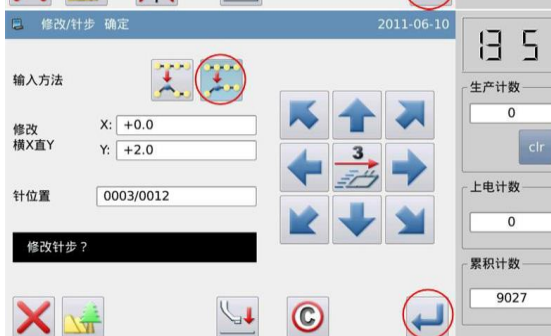 修改/针步 确定 2011-06-10
135
输入方法
生产计数
0
修改
横X直Y
X: +0.0
Y: +2.0
clr
3
针位置 0003/0012
上电计数
0
修改针步？
累积计数
9027
C